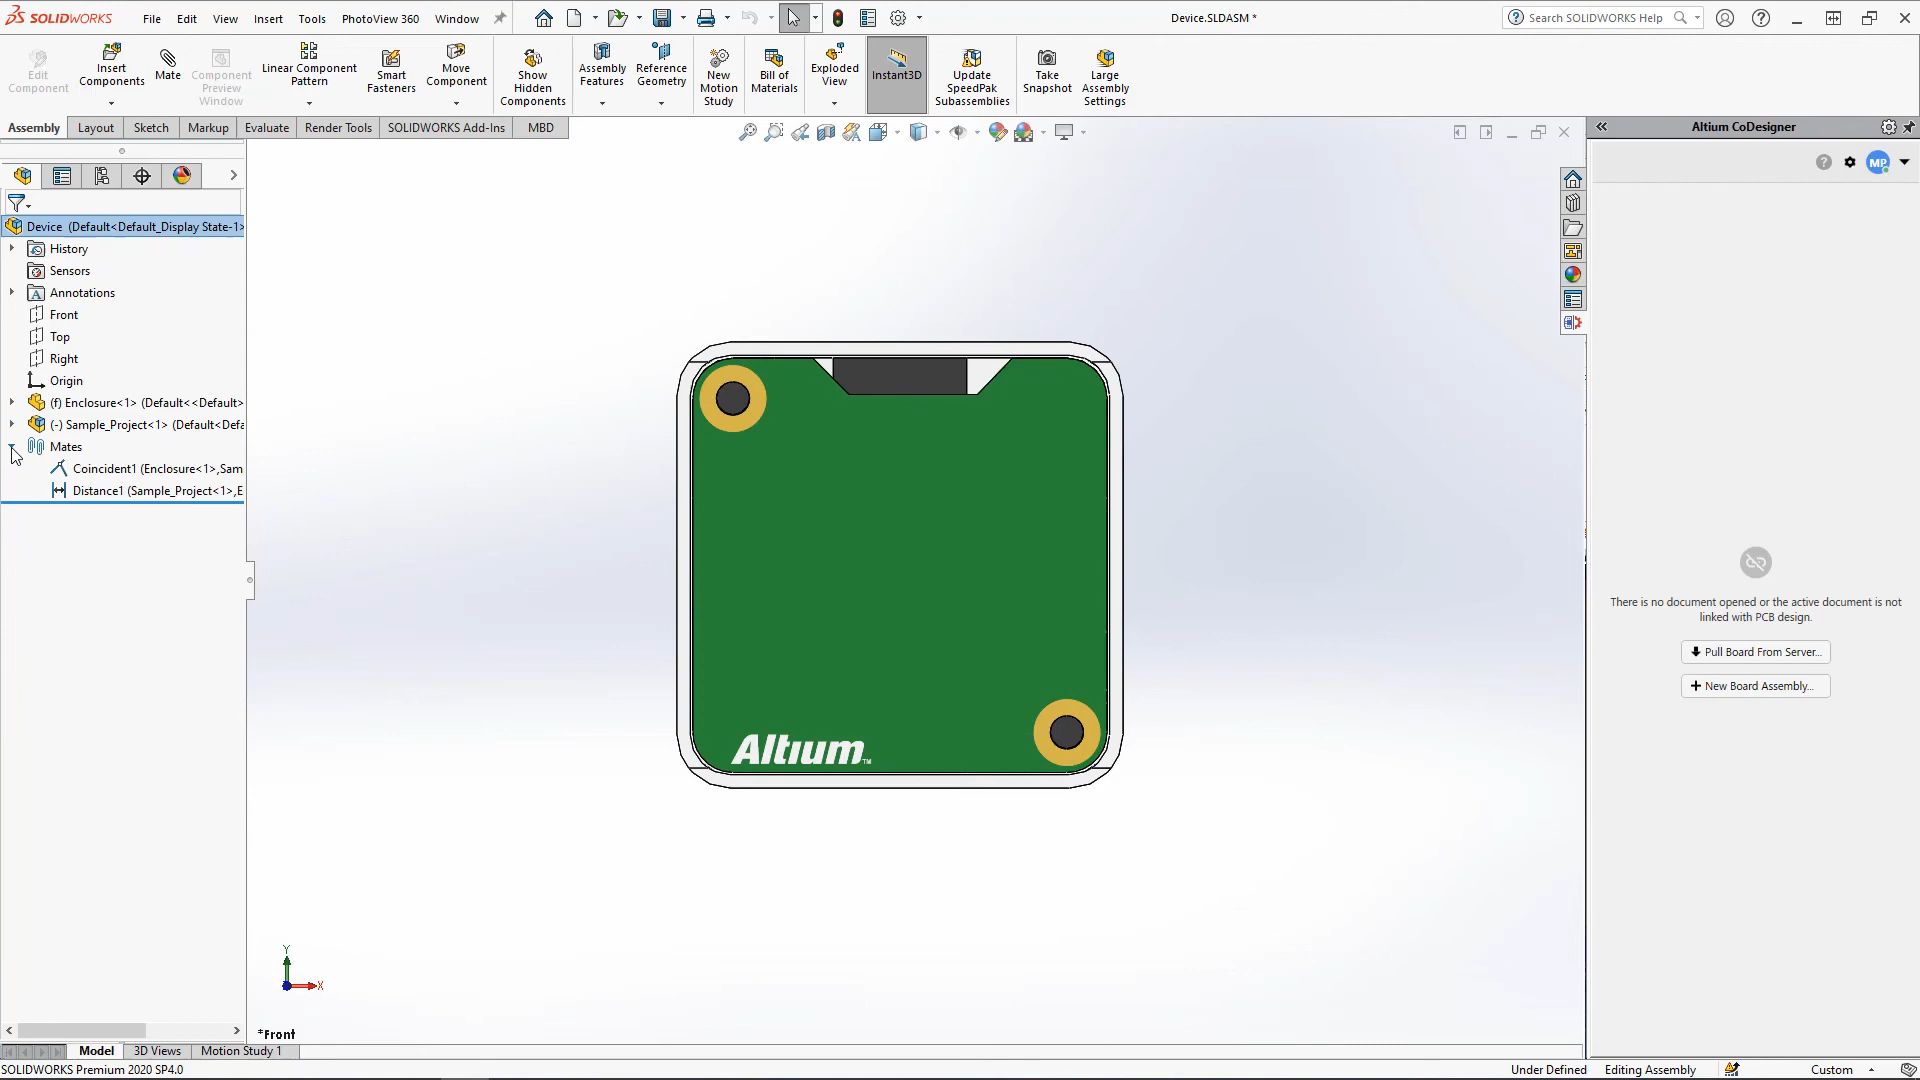 SOLIDWORKS File Edit View Insert Tools PhotoView 360 Window Device.SLDASM * Search SOLIDWORKS Help
Edit Component
Insert Components
Mate
Component Preview Window
Linear Component Pattern
Smart Fasteners
Move Component
Show Hidden Components
Assembly Features
Reference Geometry
New Motion Study
Bill of Materials
Exploded View
Instant3D
Update SpeedPak Subassemblies
Take Snapshot
Large Assembly Settings
Assembly Layout Sketch Markup Evaluate Render Tools SOLIDWORKS Add-Ins MBD
Altium CoDesigner
MP
Device (Default<Default_Display State-1>
History
Sensors
A Annotations
Front
Top
Right
Origin
(f) Enclosure<1> (Default<<Default>
(-) Sample_Project<1> (Default<Defa
Mates
Coincident1 (Enclosure<1>,Sam
Distance1 (Sample_Project<1>,E
Altium™
There is no document opened or the active document is not
linked with PCB design.
Pull Board From Server...
New Board Assembly...
Y
X
*Front
Model 3D Views Motion Study 1
SOLIDWORKS Premium 2020 SP4.0 Under Defined Editing Assembly Custom